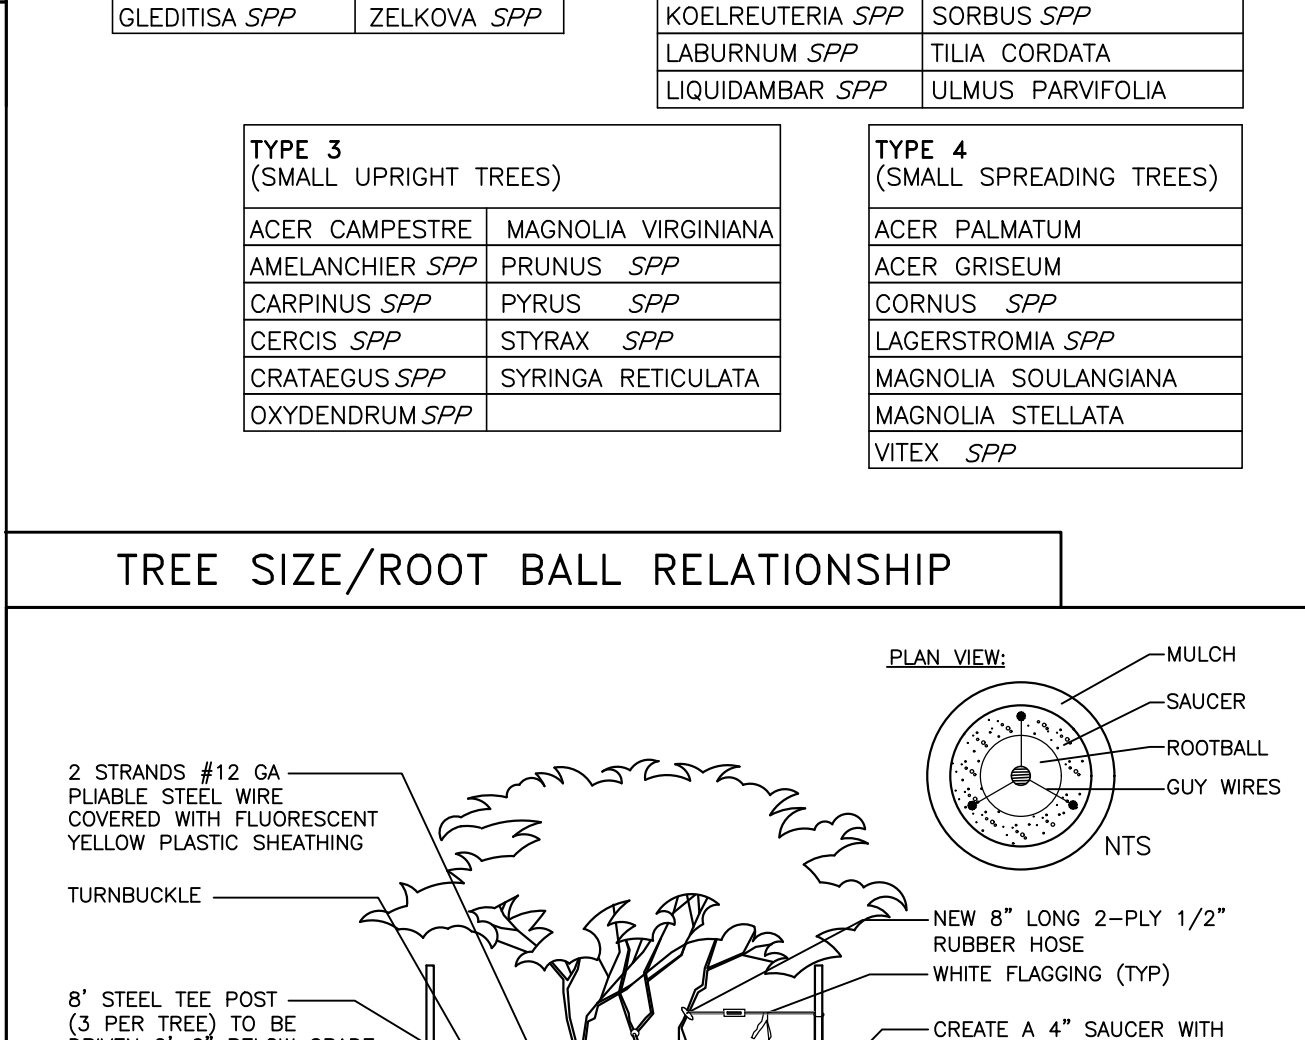 GLEDITISA SPP ZELKOVA SPP
KOELREUTERIA SPP SORBUS SPP
LABURNUM SPP TILIA CORDATA
LIQUIDAMBAR SPP ULMUS PARVIFOLIA
TYPE 3
(SMALL UPRIGHT TREES)
ACER CAMPESTRE MAGNOLIA VIRGINIANA
AMELANCHIER SPP PRUNUS SPP
CARPINUS SPP PYRUS SPP
CERCIS SPP STYRAX SPP
CRATAEGUS SPP SYRINGA RETICULATA
OXYDENDRUM SPP
TYPE 4
(SMALL SPREADING TREES)
ACER PALMATUM
ACER GRISEUM
CORNUS SPP
LAGERSTROMIA SPP
MAGNOLIA SOULANGIANA
MAGNOLIA STELLATA
VITEX SPP
TREE SIZE/ROOT BALL RELATIONSHIP
PLAN VIEW:
MULCH
SAUCER
ROOTBALL
GUY WIRES
NTS
2 STRANDS #12 GA
PLIABLE STEEL WIRE
COVERED WITH FLUORESCENT
YELLOW PLASTIC SHEATHING
TURNBUCKLE
8' STEEL TEE POST
(3 PER TREE) TO BE
NEW 8" LONG 2-PLY 1/2"
RUBBER HOSE
WHITE FLAGGING (TYP)
CREATE A 4" SAUCER WITH